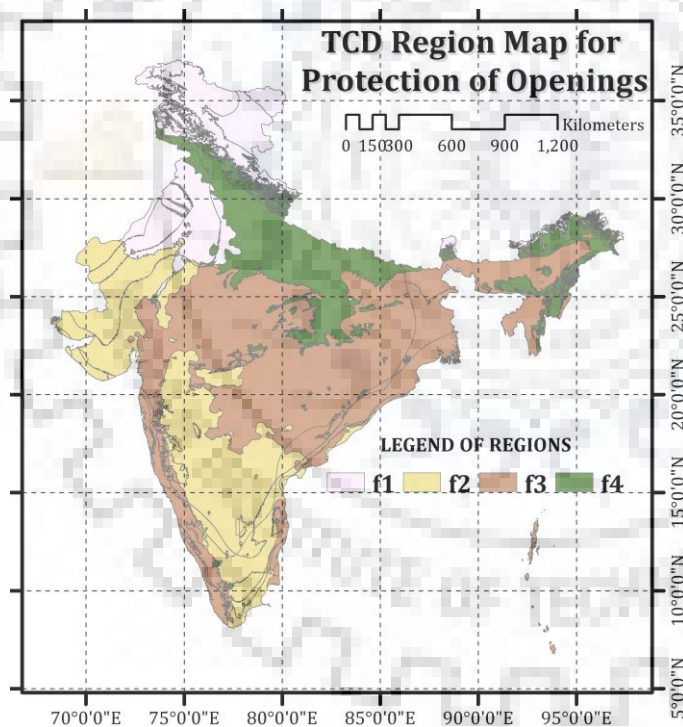 TCD Region Map for
Protection of Openings
Kilometers
0 150 300 600 900 1,200
35°0'0"N
30°0'0"N
25°0'0"N
20°0'0"N
LEGEND OF REGIONS
f1 f2 f3 f4
15°0'0"N
10°0'0"N
5°0'0"N
70°0'0"E 75°0'0"E 80°0'0"E 85°0'0"E 90°0'0"E 95°0'0"E